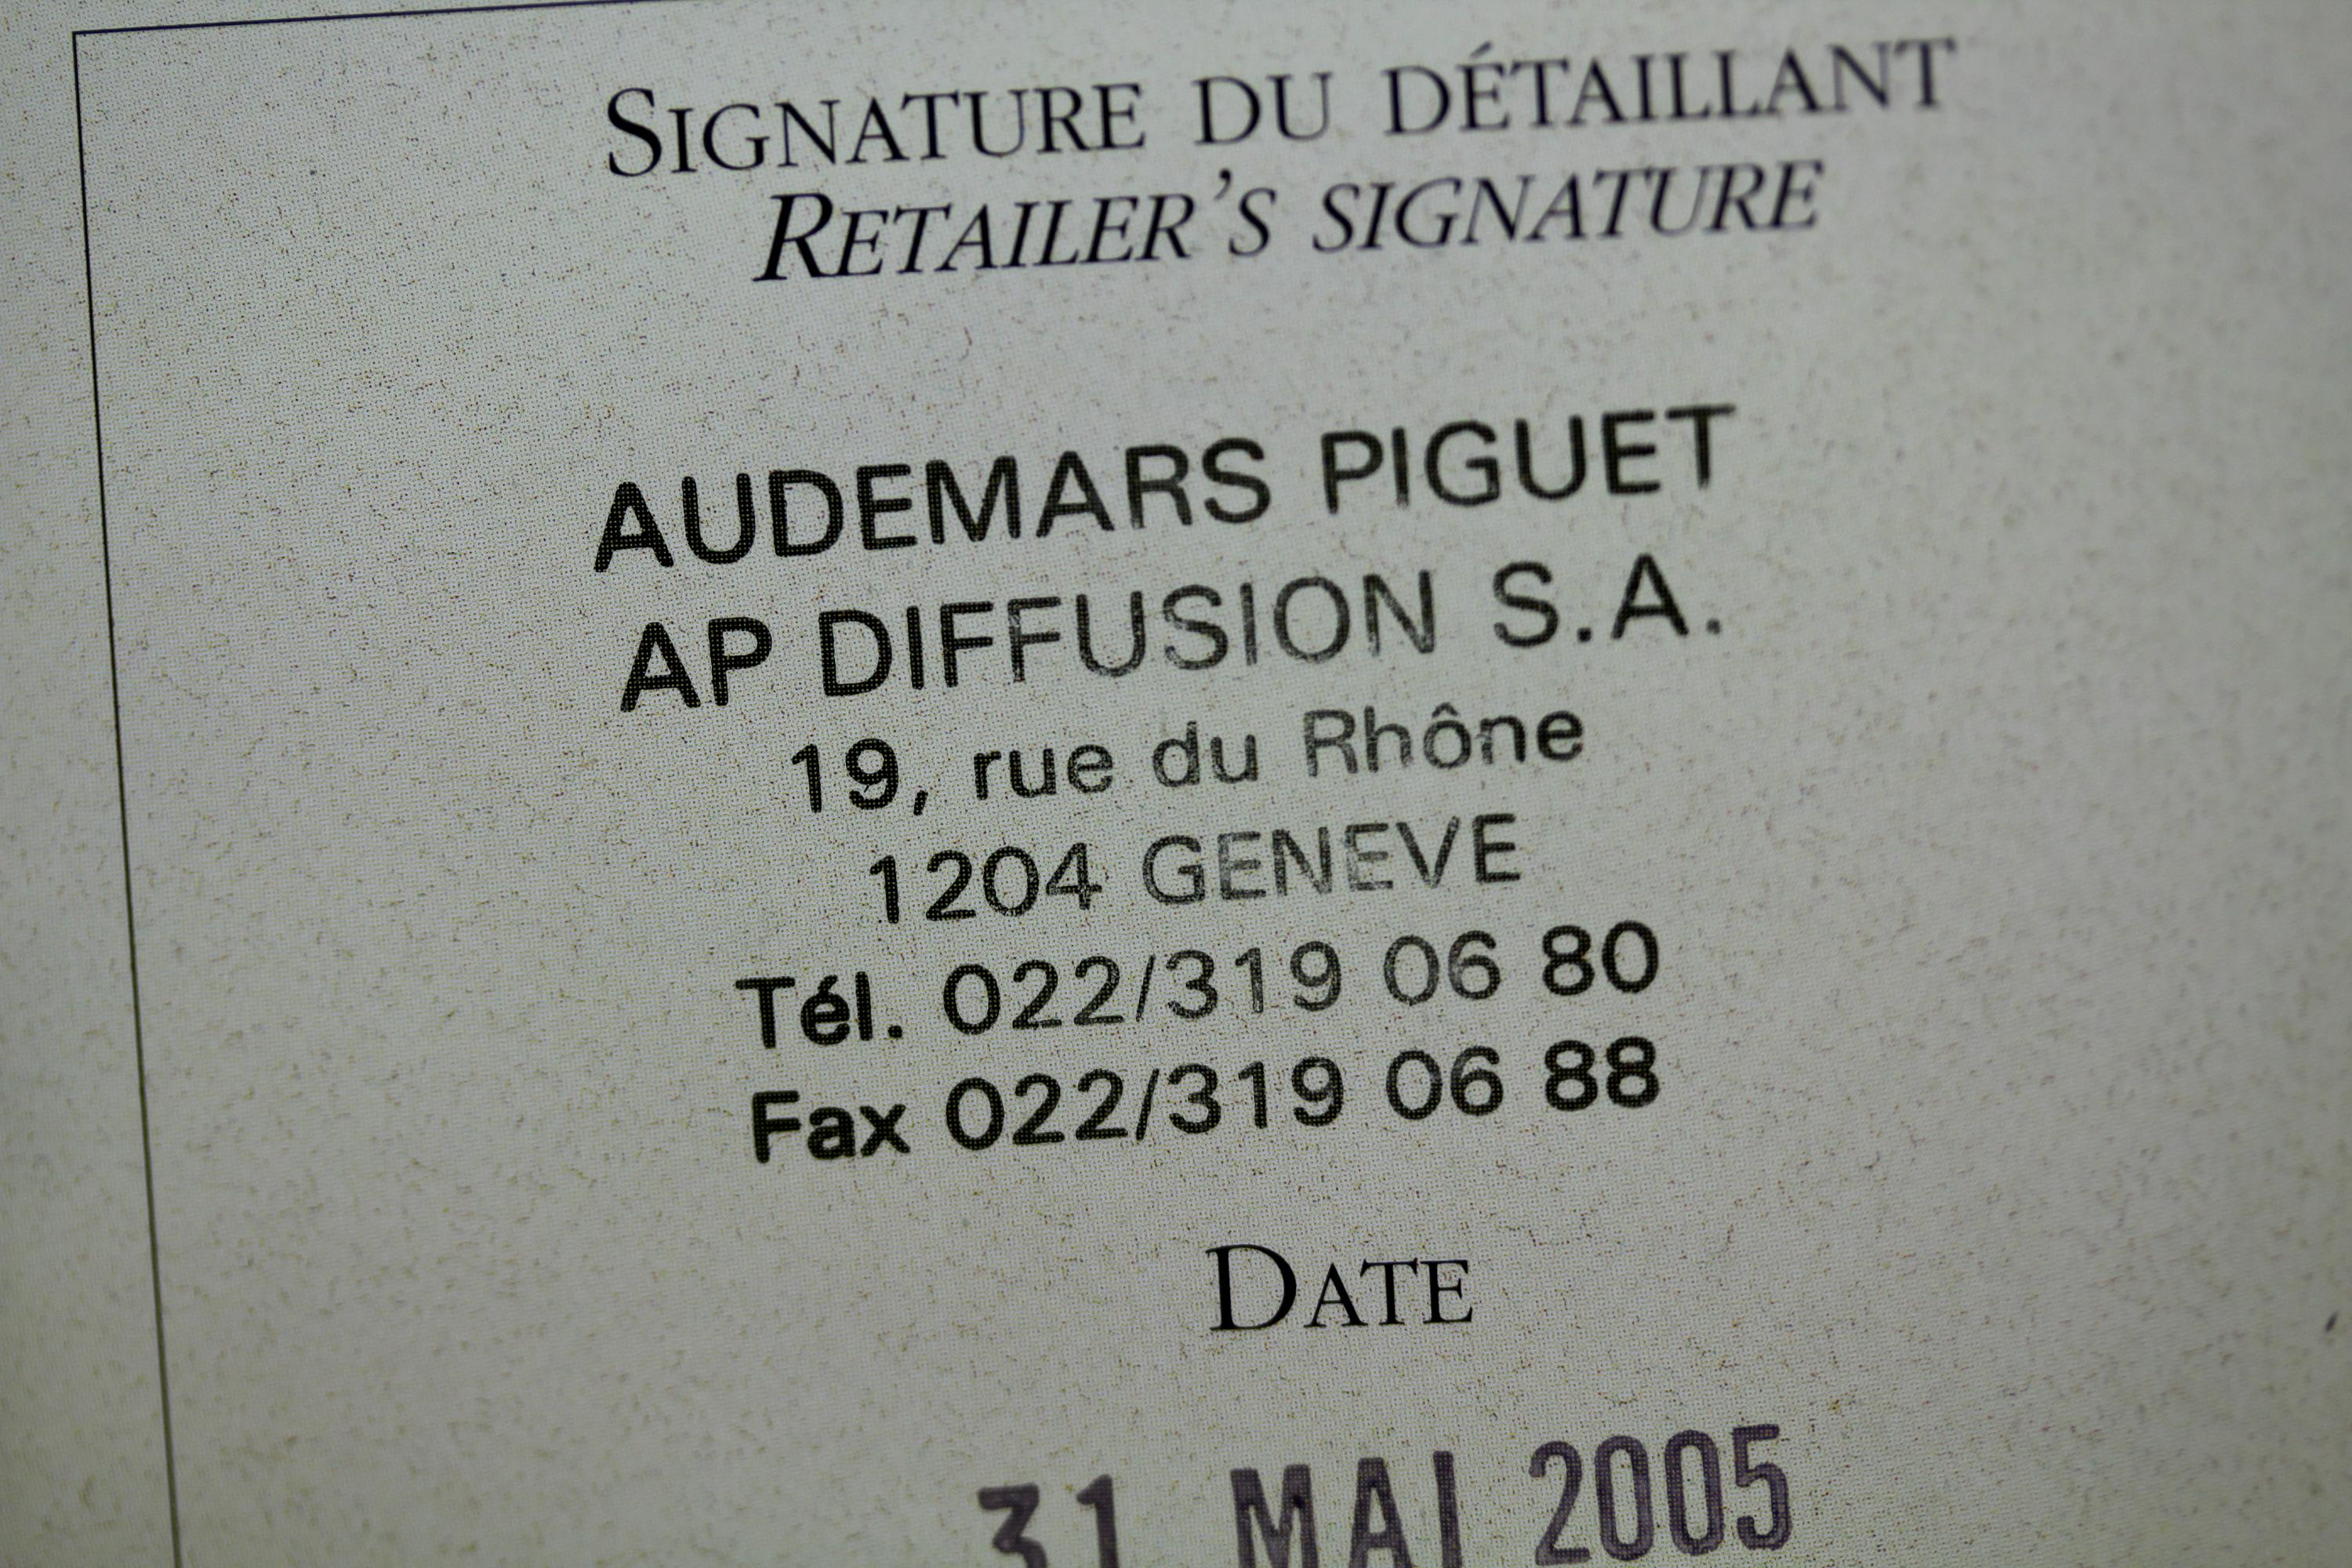 SIGNATURE DU DÉTAILLANT
RETAILER'S SIGNATURE
AUDEMARS PIGUET
AP DIFFUSION S.A.
19, rue du Rhône
1204 GENEVE
Tél. 022/319 06 80
Fax 022/319 06 88
DATE
31 MAI 2005